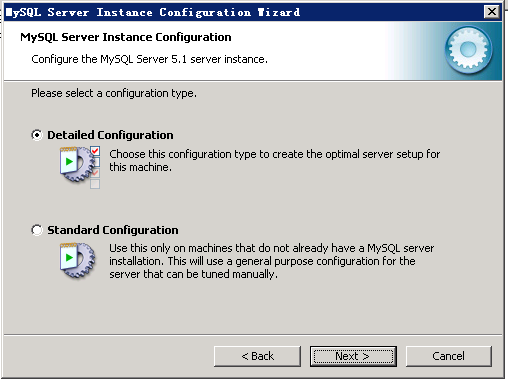 MySQL Server Instance Configuration Wizard
MySQL Server Instance Configuration
Configure the MySQL Server 5.1 server instance.
Please select a configuration type.
Detailed Configuration
Choose this configuration type to create the optimal server setup for
this machine.
Standard Configuration
Use this only on machines that do not already have a MySQL server
installation. This will use a general purpose configuration for the
server that can be tuned manually.
< Back
Next >
Cancel